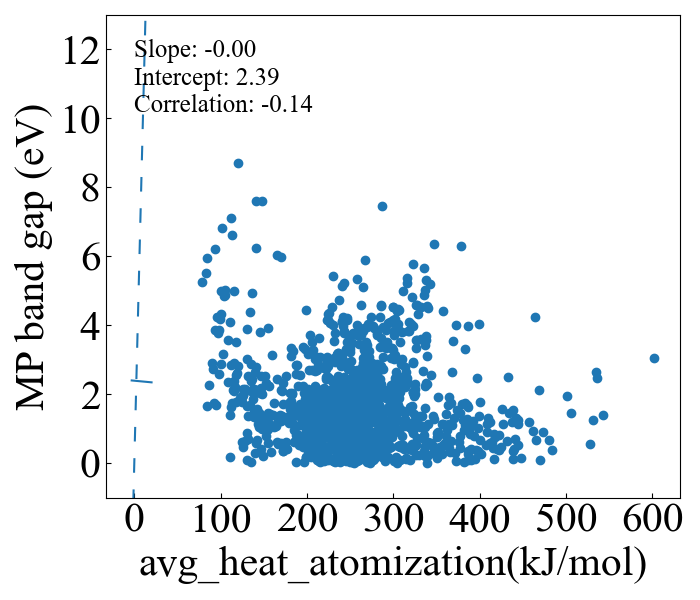 Slope: -0.00
Intercept: 2.39
Correlation: -0.14
12
10
8
6
4
2
0
MP band gap (eV)
0 100 200 300 400 500 600
avg_heat_atomization(kJ/mol)